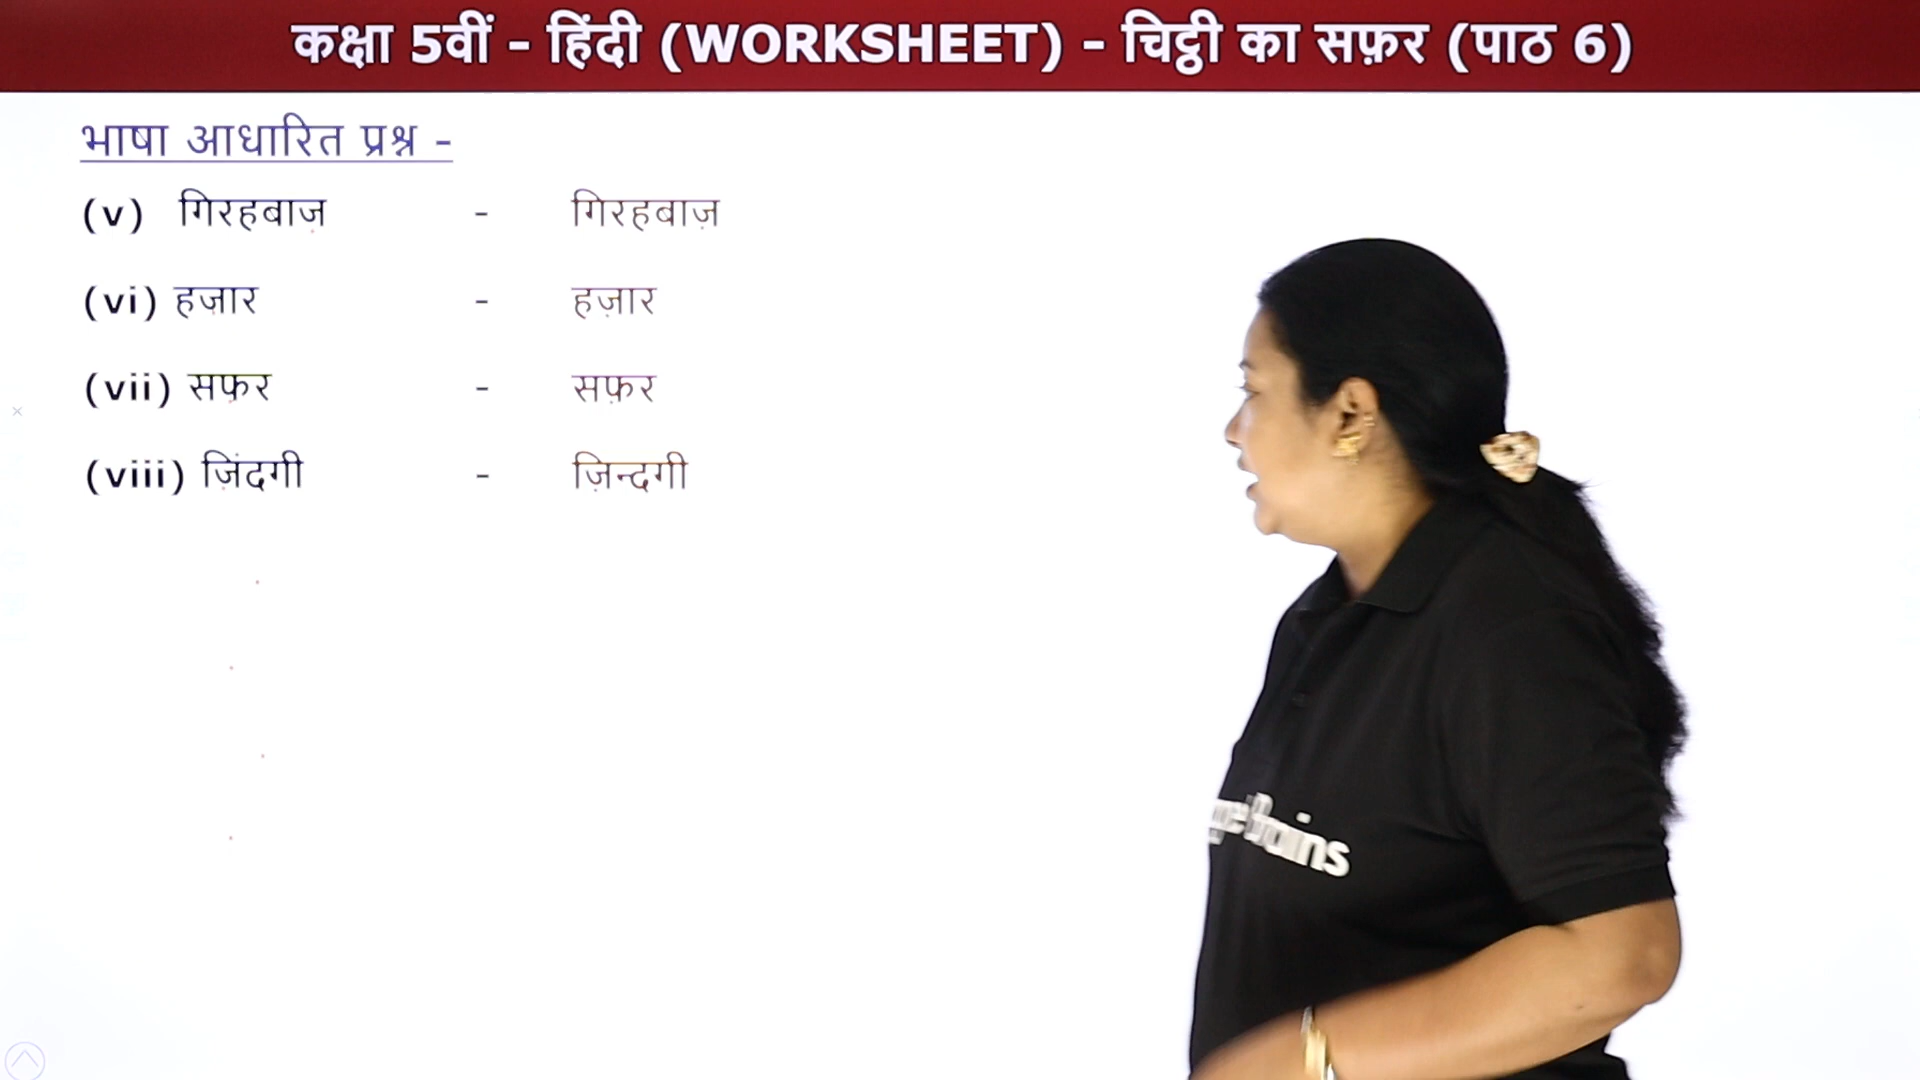 कक्षा 5वीं – हिंदी (WORKSHEET) – चिट्ठी का सफ़र (पाठ 6)
भाषा आधारित प्रश्न -
(v) गिरहबाज़ - गिरहबाज़
(vi) हज़ार - हज़ार
(vii) सफ़र - सफ़र
(viii) ज़िंदगी - ज़िन्दगी